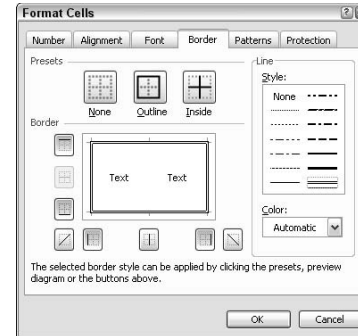 Format Cells
Number Alignment Font Border Patterns Protection
Presets
Line
Style:
None
None Outline Inside
Border
Text Text
Color:
Automatic
The selected border style can be applied by clicking the presets, preview
diagram or the buttons above.
OK Cancel